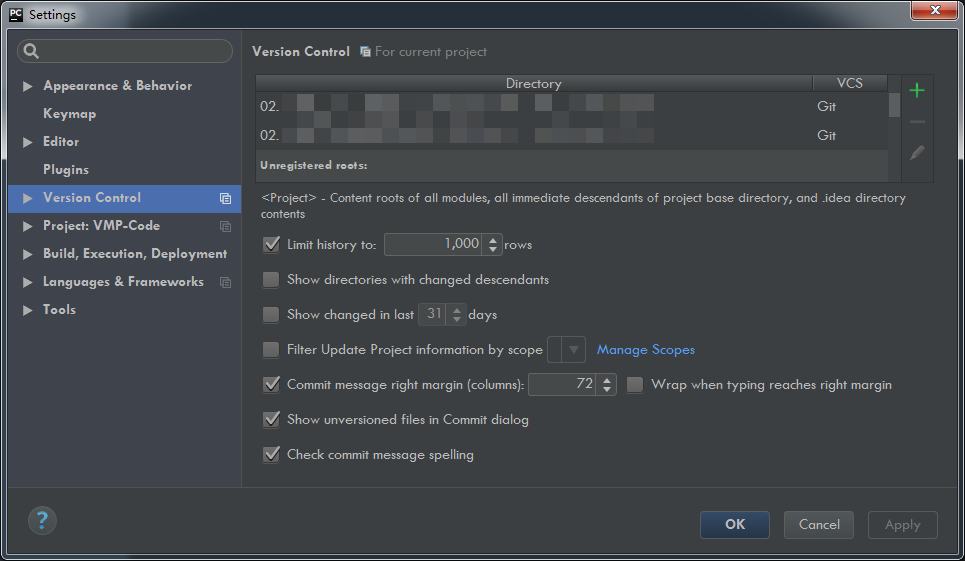 PC Settings
Version Control For current project
Appearance & Behavior
Keymap
Editor
Plugins
Version Control
Project: VMP-Code
Build, Execution, Deployment
Languages & Frameworks
Tools
Directory VCS
02. Git
02. Git
Unregistered roots:
<Project> - Content roots of all modules, all immediate descendants of project base directory, and .idea directory
contents
Limit history to: 1,000 rows
Show directories with changed descendants
Show changed in last 31 days
Filter Update Project information by scope Manage Scopes
Commit message right margin (columns): 72 Wrap when typing reaches right margin
Show unversioned files in Commit dialog
Check commit message spelling
? OK Cancel Apply